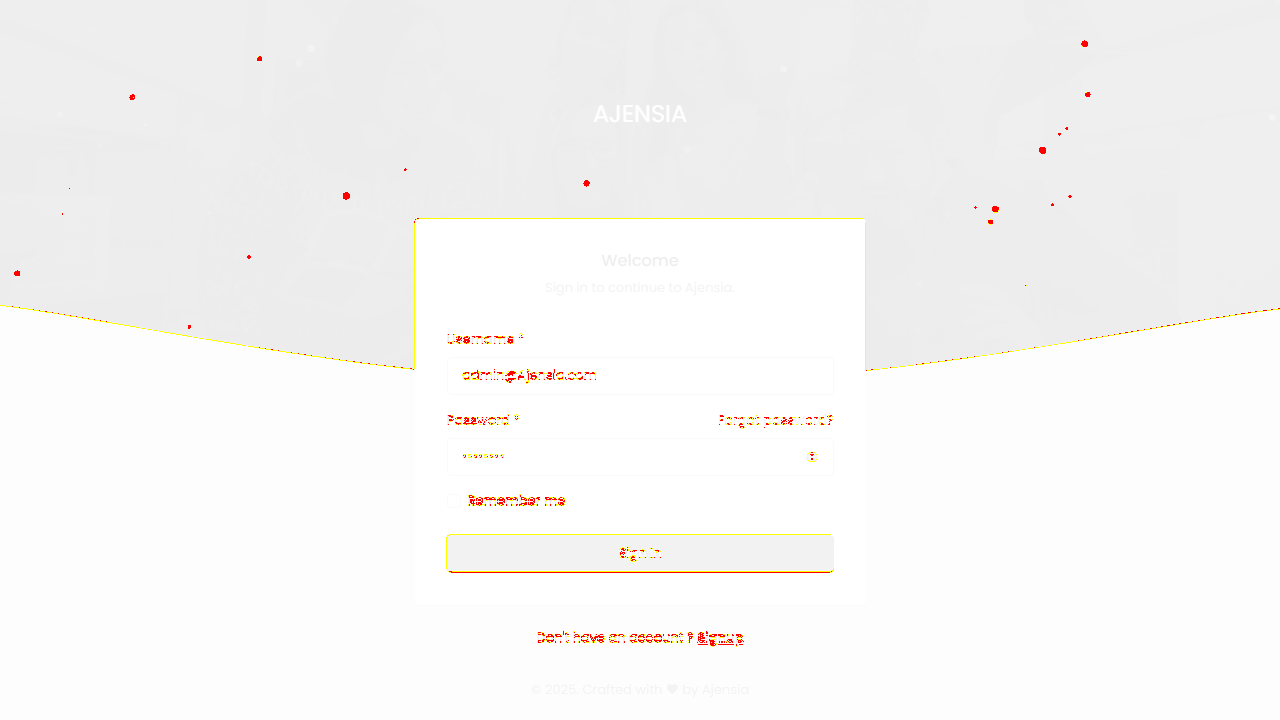 AJENSIA
Welcome
Sign in to continue to Ajensia.
Username *
admin@Ajensia.com
Password *
Forgot password?
Remember me
Sign In
Don't have an account ? Signup
© 2025. Crafted with ♥ by Ajensia